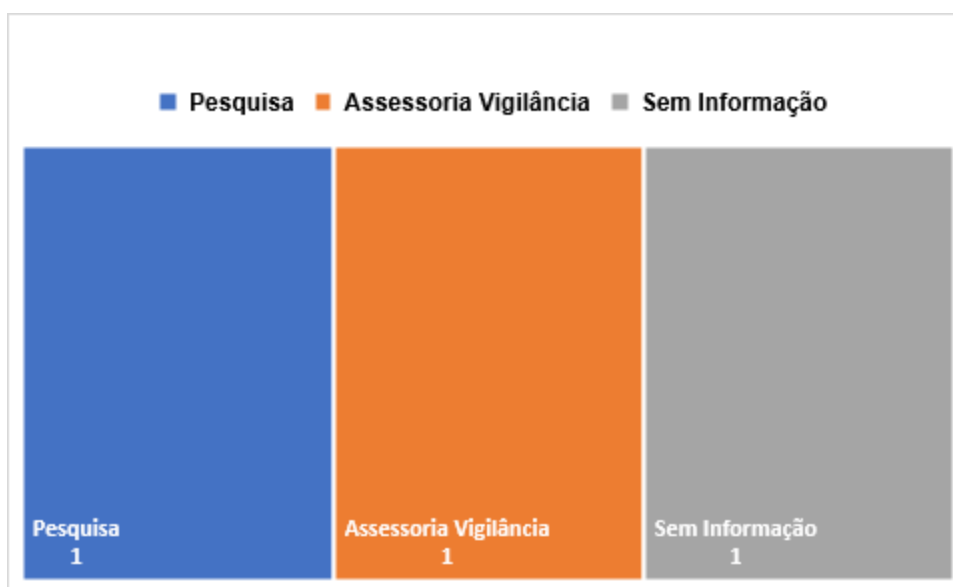 Pesquisa Assessoria Vigilância Sem Informação
Pesquisa
1
Assessoria Vigilância
1
Sem Informação
1